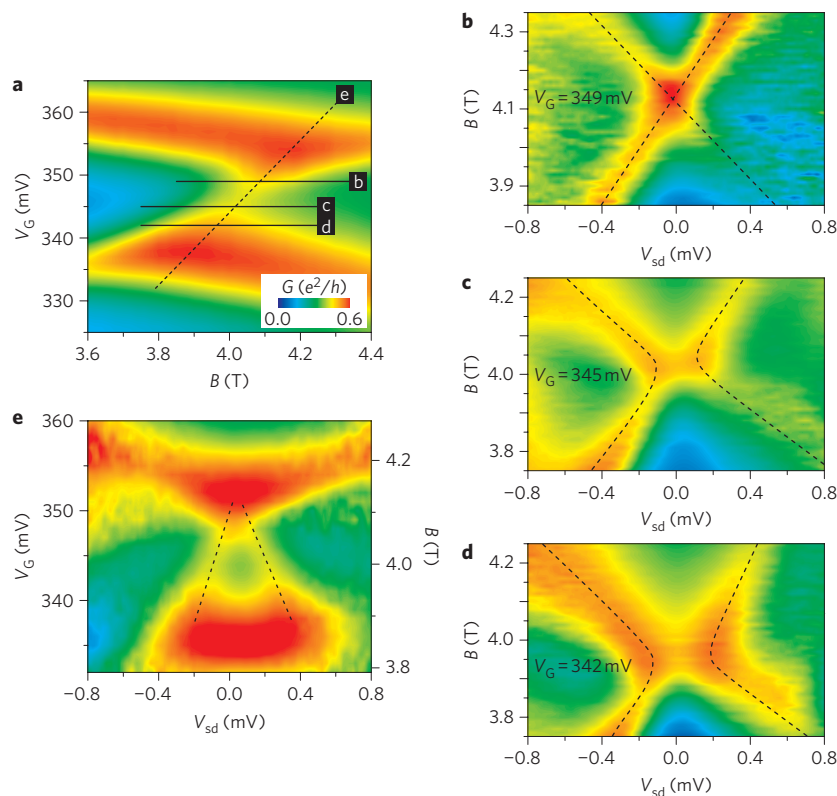 a
V_G (mV)
360
350
340
330
3.6
3.8
4.0
4.2
4.4
B (T)
e
b
c
d
G (e²/h)
0.0
0.6
b
B (T)
4.3
4.1
3.9
V_G = 349 mV
−0.8
−0.4
0.0
0.4
0.8
V_sd (mV)
c
B (T)
4.2
4.0
3.8
V_G = 345 mV
−0.8
−0.4
0.0
0.4
0.8
V_sd (mV)
e
V_G (mV)
360
350
340
4.2
4.0
3.8
B (T)
−0.8
−0.4
0.0
0.4
0.8
V_sd (mV)
d
B (T)
4.2
4.0
3.8
V_G = 342 mV
−0.8
−0.4
0.0
0.4
0.8
V_sd (mV)